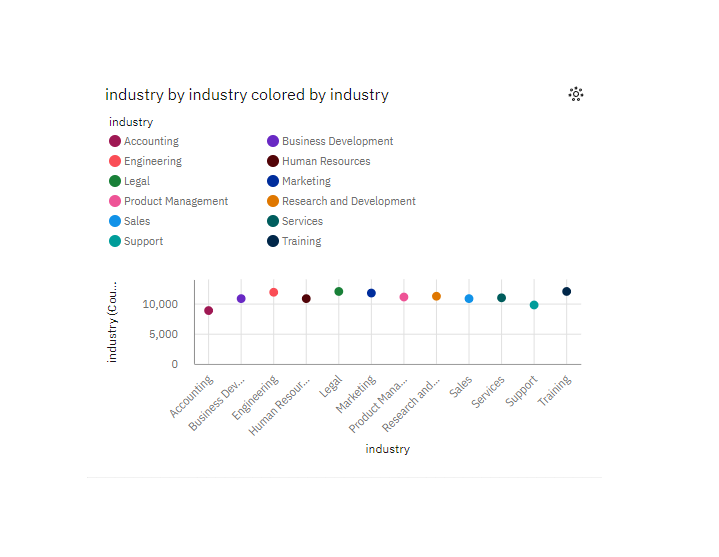 industry by industry colored by industry
industry
Accounting
Business Development
Engineering
Human Resources
Legal
Marketing
Product Management
Research and Development
Sales
Services
Support
Training
industry (Cou...
10,000
5,000
0
Accounting
Business Dev...
Engineering
Human Resour...
Legal
Marketing
Product Mana...
Research and...
Sales
Services
Support
Training
industry